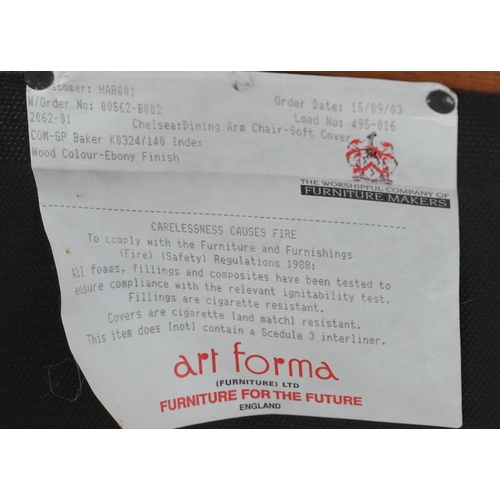 Customer: HAR001
W/Order No: 00562-B002 Order Date: 15/09/03
2062-01 Load No: 495-016
Chelsea:Dining Arm Chair-Soft Cover
COM-GP Baker K0324/140 Index
Wood Colour-Ebony Finish
THE WORSHIPFUL COMPANY OF
FURNITURE MAKERS
CARELESSNESS CAUSES FIRE
To comply with the Furniture and Furnishings
(Fire) (Safety) Regulations 1988:
All foams, fillings and composites have been tested to
ensure compliance with the relevant ignitability test.
Fillings are cigarette resistant.
Covers are cigarette [and match] resistant.
This item does [not] contain a Scedule 3 interliner.
art forma
(FURNITURE) LTD
FURNITURE FOR THE FUTURE
ENGLAND